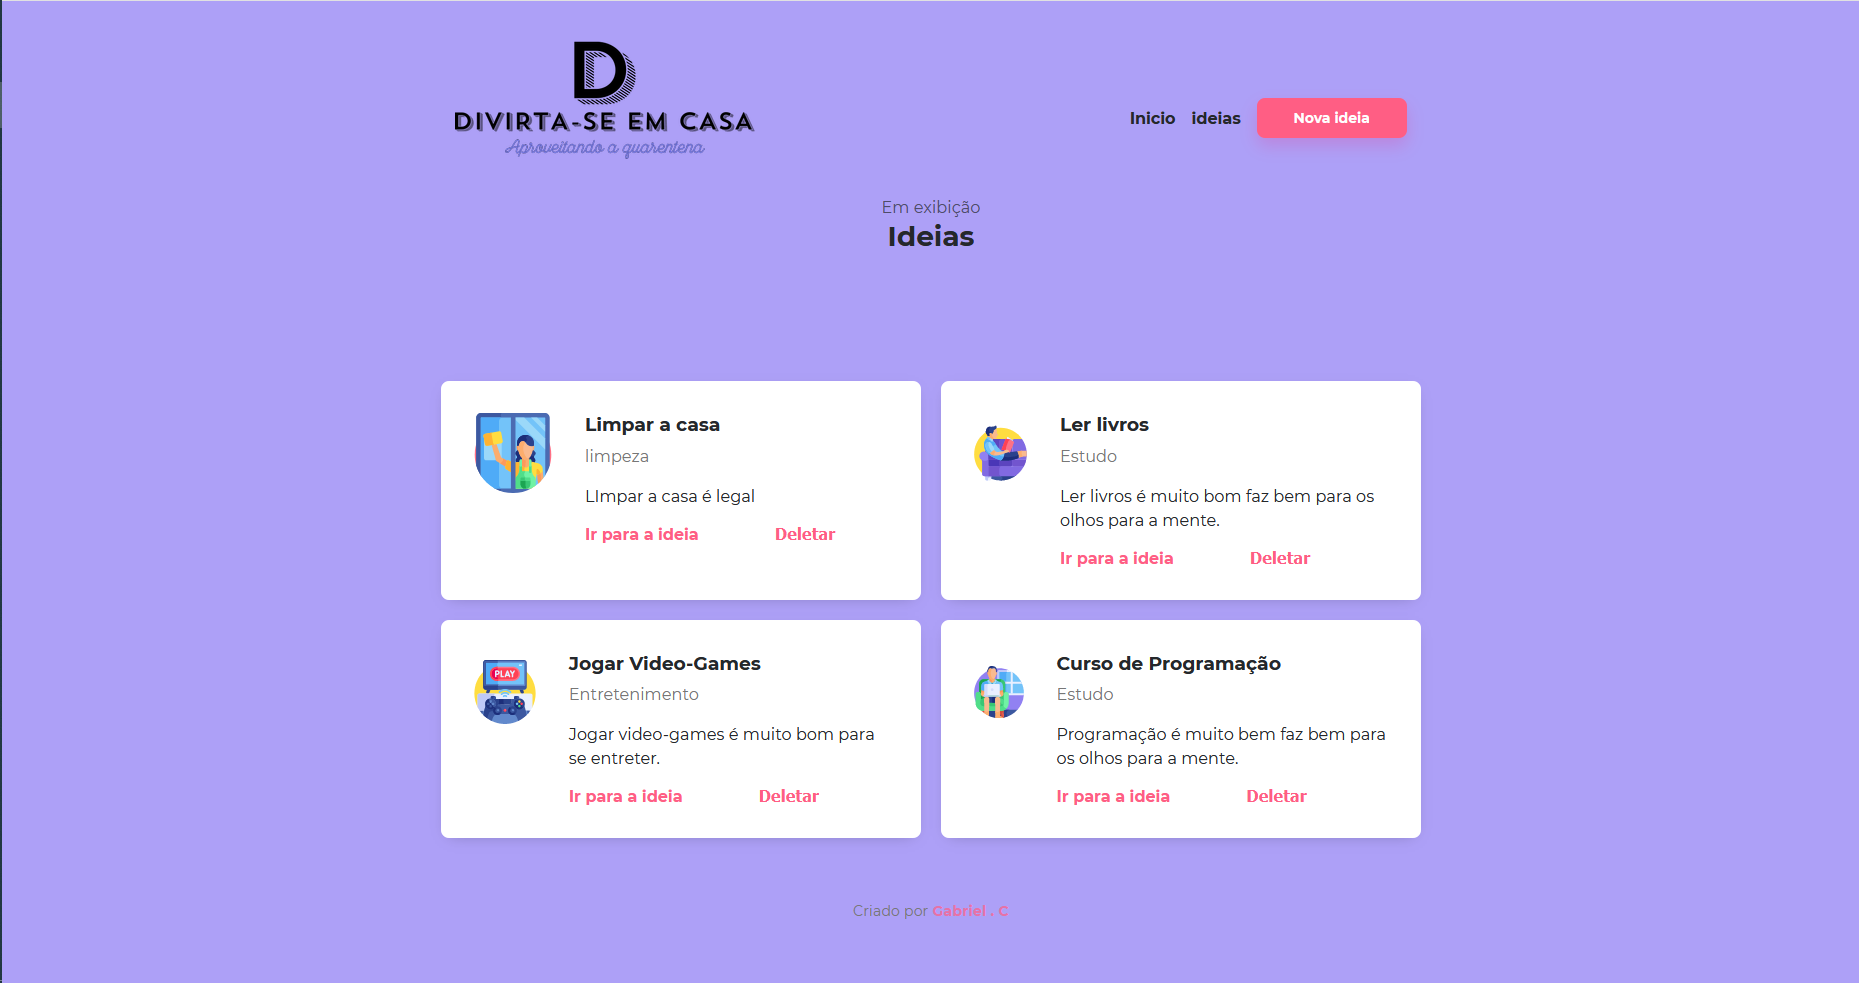 D
DIVIRTA-SE EM CASA
Aproveitando a quarentena
Inicio ideias Nova ideia
Em exibição
Ideias
Limpar a casa
limpeza
LImpar a casa é legal
Ir para a ideia Deletar
Ler livros
Estudo
Ler livros é muito bom faz bem para os
olhos para a mente.
Ir para a ideia Deletar
PLAY
Jogar Video-Games
Entretenimento
Jogar video-games é muito bom para
se entreter.
Ir para a ideia Deletar
Curso de Programação
Estudo
Programação é muito bem faz bem para
os olhos para a mente.
Ir para a ideia Deletar
Criado por Gabriel . C